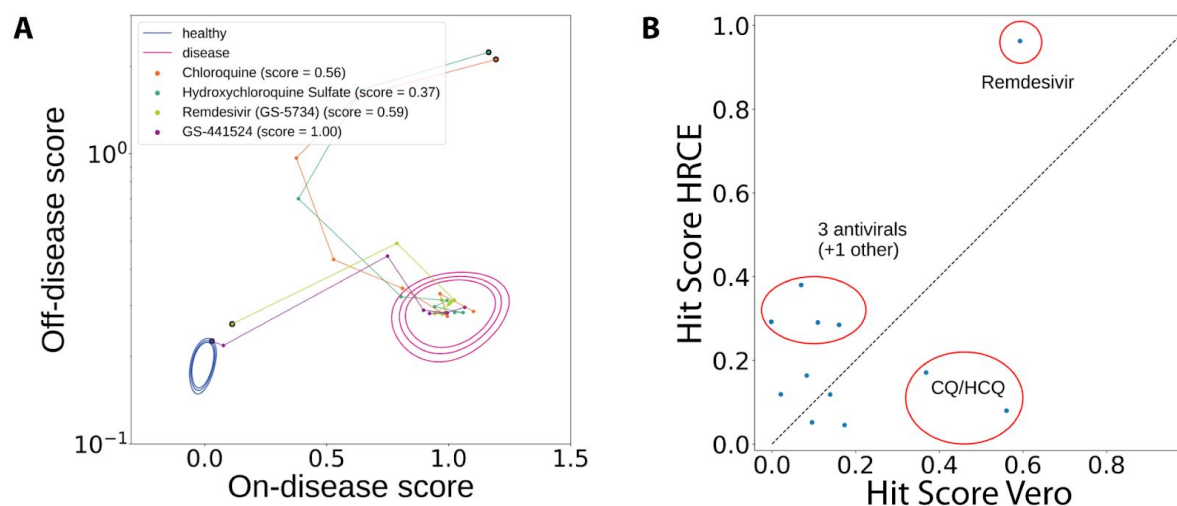 A
healthy
disease
Chloroquine (score = 0.56)
Hydroxychloroquine Sulfate (score = 0.37)
Remdesivir (GS-5734) (score = 0.59)
GS-441524 (score = 1.00)
10⁰
10⁻¹
Off-disease score
0.0 0.5 1.0 1.5
On-disease score
B
1.0
0.8
0.6
0.4
0.2
0.0
Hit Score HRCE
Remdesivir
3 antivirals
(+1 other)
CQ/HCQ
0.0 0.2 0.4 0.6 0.8
Hit Score Vero